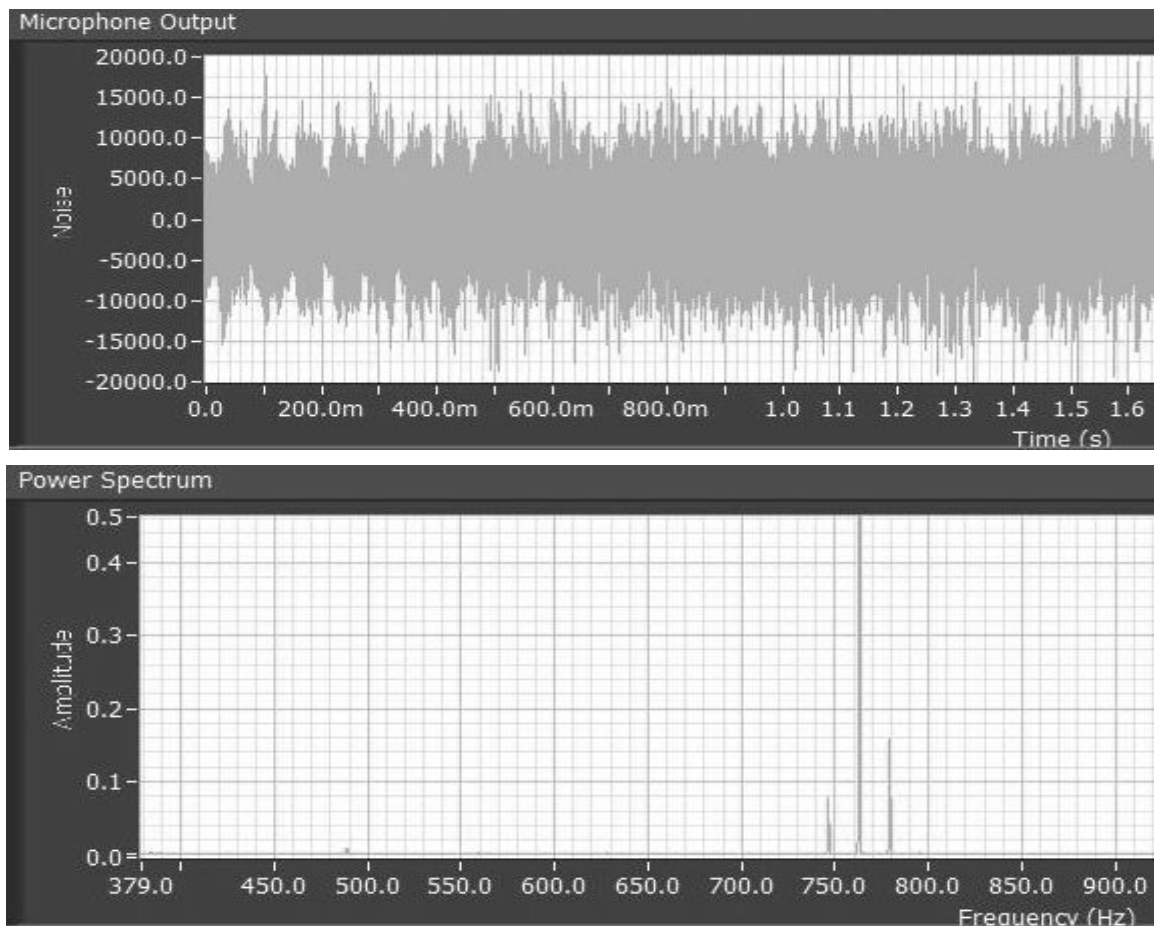 Microphone Output
20000.0
15000.0
10000.0
5000.0
0.0
-5000.0
-10000.0
-15000.0
-20000.0
Noise
0.0 200.0m 400.0m 600.0m 800.0m 1.0 1.1 1.2 1.3 1.4 1.5 1.6
Time (s)
Power Spectrum
0.5
0.4
0.3
0.2
0.1
0.0
Amplitude
379.0 450.0 500.0 550.0 600.0 650.0 700.0 750.0 800.0 850.0 900.0
Frequency (Hz)